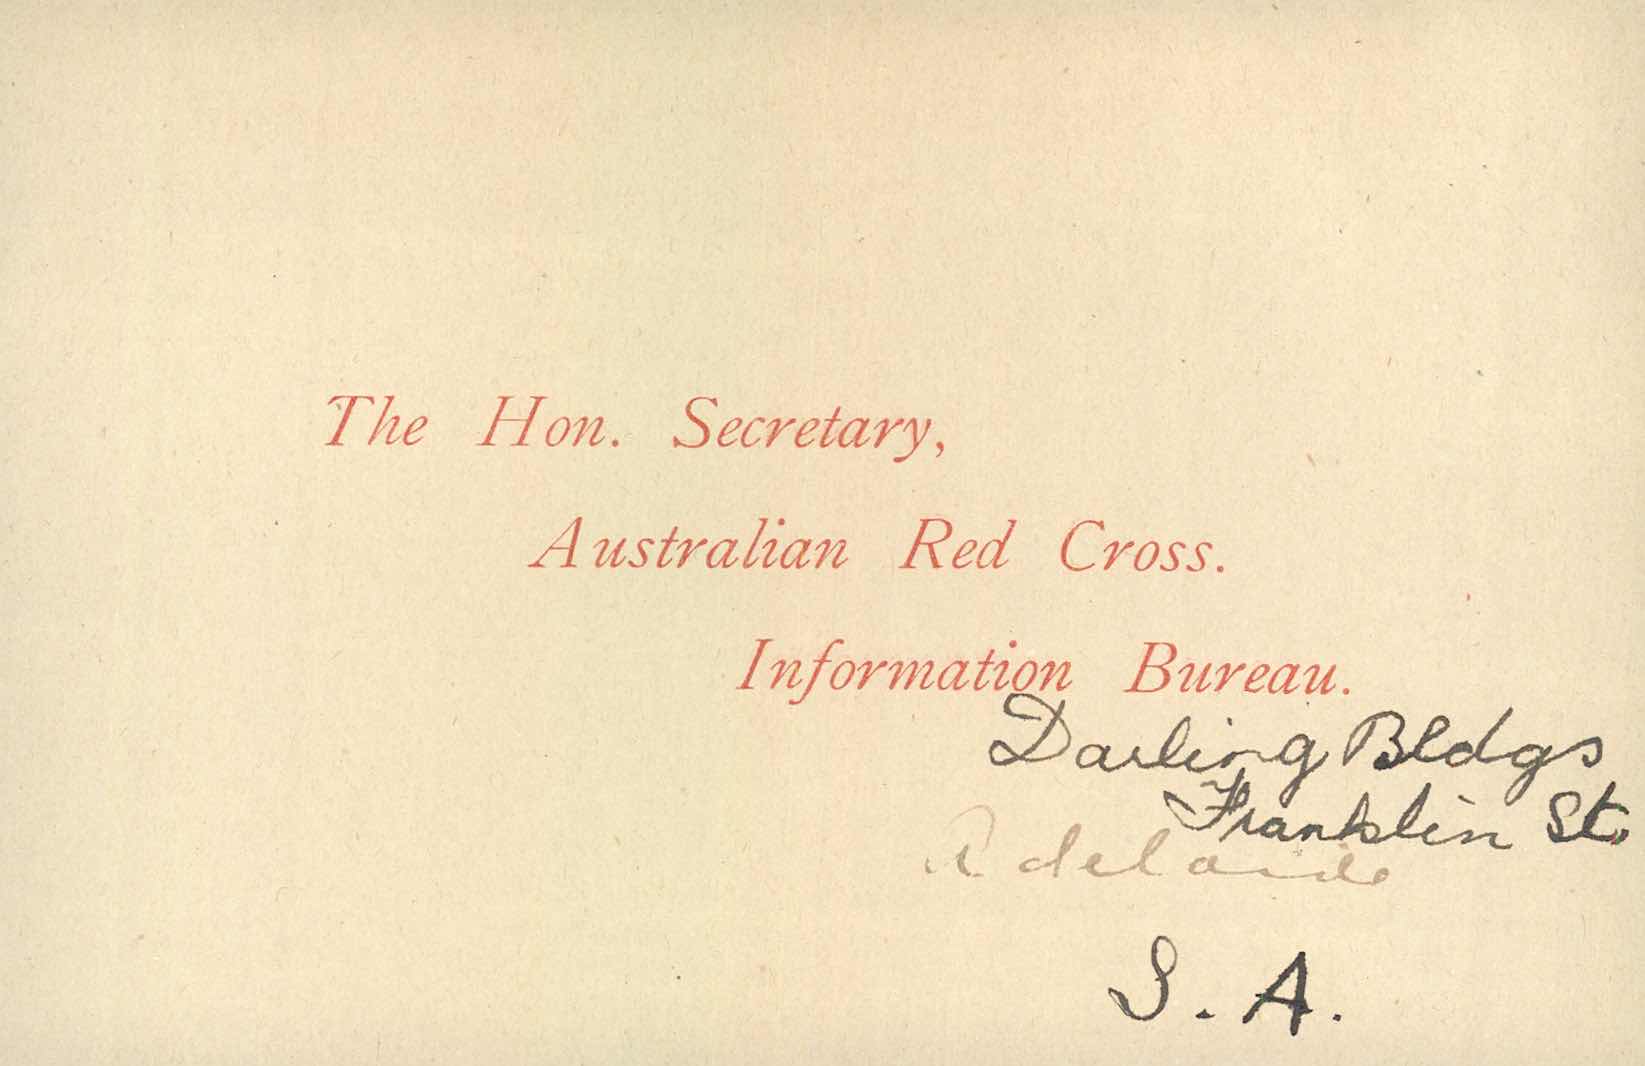 The Hon. Secretary,
Australian Red Cross.
Information Bureau.
Darling Bldgs
Franklin St.
Adelaide
S. A.